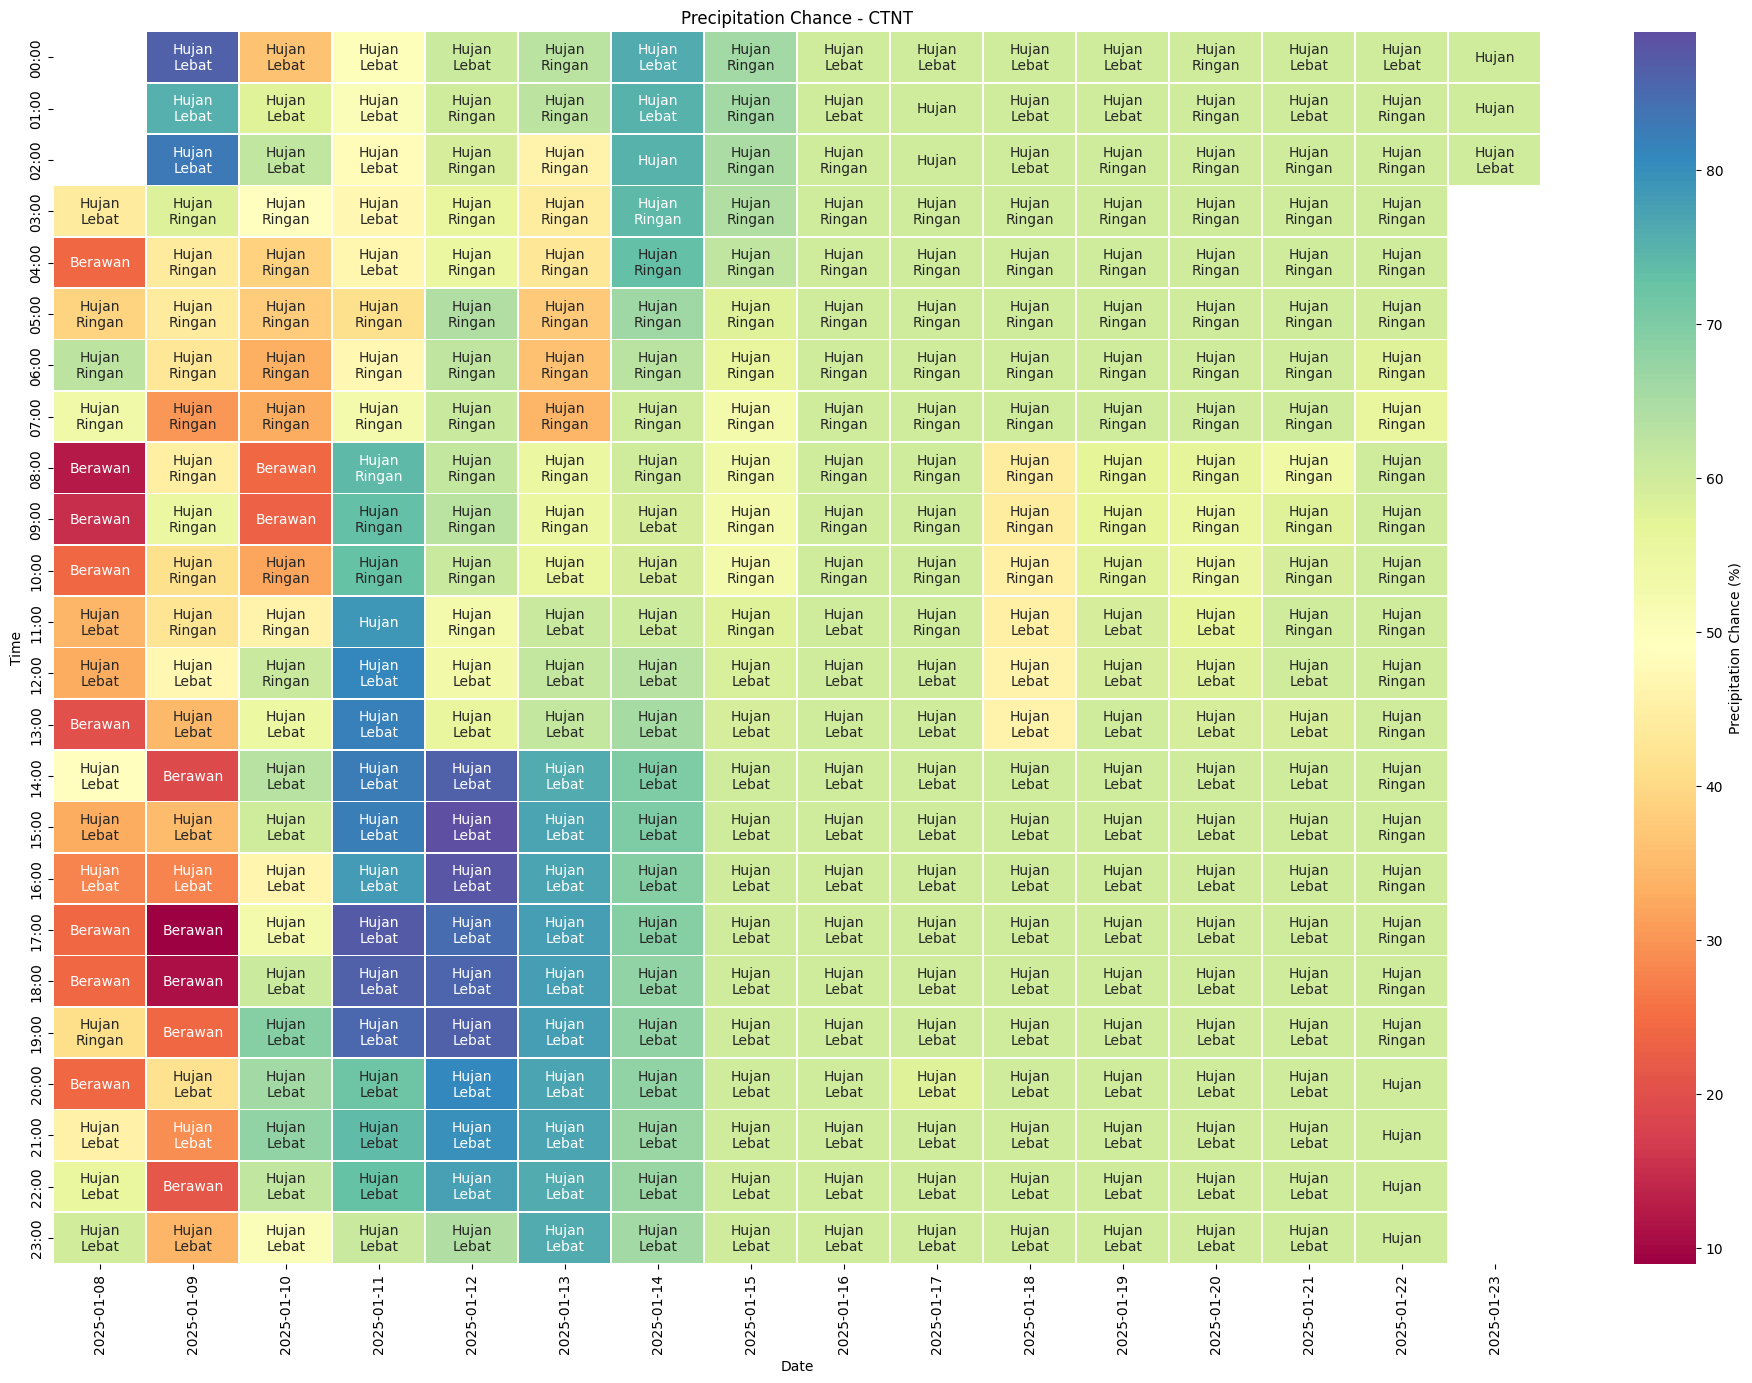 Precipitation Chance - CTNT
00:00 Hujan Lebat Hujan Lebat Hujan Lebat Hujan Lebat Hujan Ringan Hujan Lebat Hujan Ringan Hujan Lebat Hujan Lebat Hujan Lebat Hujan Lebat Hujan Ringan Hujan Lebat Hujan Lebat Hujan
01:00 Hujan Lebat Hujan Lebat Hujan Lebat Hujan Ringan Hujan Ringan Hujan Lebat Hujan Ringan Hujan Lebat Hujan Hujan Lebat Hujan Lebat Hujan Ringan Hujan Lebat Hujan Ringan Hujan
02:00 Hujan Lebat Hujan Lebat Hujan Lebat Hujan Ringan Hujan Ringan Hujan Hujan Ringan Hujan Ringan Hujan Hujan Lebat Hujan Ringan Hujan Ringan Hujan Ringan Hujan Ringan Hujan Lebat
03:00 Hujan Lebat Hujan Ringan Hujan Ringan Hujan Lebat Hujan Ringan Hujan Ringan Hujan Ringan Hujan Ringan Hujan Ringan Hujan Ringan Hujan Ringan Hujan Ringan Hujan Ringan Hujan Ringan Hujan Ringan
04:00 Berawan Hujan Ringan Hujan Ringan Hujan Lebat Hujan Ringan Hujan Ringan Hujan Ringan Hujan Ringan Hujan Ringan Hujan Ringan Hujan Ringan Hujan Ringan Hujan Ringan Hujan Ringan Hujan Ringan
05:00 Hujan Ringan Hujan Ringan Hujan Ringan Hujan Ringan Hujan Ringan Hujan Ringan Hujan Ringan Hujan Ringan Hujan Ringan Hujan Ringan Hujan Ringan Hujan Ringan Hujan Ringan Hujan Ringan Hujan Ringan
06:00 Hujan Ringan Hujan Ringan Hujan Ringan Hujan Ringan Hujan Ringan Hujan Ringan Hujan Ringan Hujan Ringan Hujan Ringan Hujan Ringan Hujan Ringan Hujan Ringan Hujan Ringan Hujan Ringan Hujan Ringan
07:00 Hujan Ringan Hujan Ringan Hujan Ringan Hujan Ringan Hujan Ringan Hujan Ringan Hujan Ringan Hujan Ringan Hujan Ringan Hujan Ringan Hujan Ringan Hujan Ringan Hujan Ringan Hujan Ringan Hujan Ringan
08:00 Berawan Hujan Ringan Berawan Hujan Ringan Hujan Ringan Hujan Ringan Hujan Ringan Hujan Ringan Hujan Ringan Hujan Ringan Hujan Ringan Hujan Ringan Hujan Ringan Hujan Ringan Hujan Ringan
09:00 Berawan Hujan Ringan Berawan Hujan Ringan Hujan Ringan Hujan Ringan Hujan Lebat Hujan Ringan Hujan Ringan Hujan Ringan Hujan Ringan Hujan Ringan Hujan Ringan Hujan Ringan Hujan Ringan
10:00 Berawan Hujan Ringan Hujan Ringan Hujan Ringan Hujan Ringan Hujan Lebat Hujan Lebat Hujan Ringan Hujan Ringan Hujan Ringan Hujan Ringan Hujan Ringan Hujan Ringan Hujan Ringan Hujan Ringan
11:00 Hujan Lebat Hujan Ringan Hujan Ringan Hujan Hujan Ringan Hujan Lebat Hujan Lebat Hujan Ringan Hujan Lebat Hujan Ringan Hujan Lebat Hujan Lebat Hujan Lebat Hujan Ringan Hujan Ringan
12:00 Hujan Lebat Hujan Lebat Hujan Ringan Hujan Lebat Hujan Lebat Hujan Lebat Hujan Lebat Hujan Lebat Hujan Lebat Hujan Lebat Hujan Lebat Hujan Lebat Hujan Lebat Hujan Lebat Hujan Ringan
13:00 Berawan Hujan Lebat Hujan Lebat Hujan Lebat Hujan Lebat Hujan Lebat Hujan Lebat Hujan Lebat Hujan Lebat Hujan Lebat Hujan Lebat Hujan Lebat Hujan Lebat Hujan Lebat Hujan Ringan
14:00 Hujan Lebat Berawan Hujan Lebat Hujan Lebat Hujan Lebat Hujan Lebat Hujan Lebat Hujan Lebat Hujan Lebat Hujan Lebat Hujan Lebat Hujan Lebat Hujan Lebat Hujan Lebat Hujan Ringan
15:00 Hujan Lebat Hujan Lebat Hujan Lebat Hujan Lebat Hujan Lebat Hujan Lebat Hujan Lebat Hujan Lebat Hujan Lebat Hujan Lebat Hujan Lebat Hujan Lebat Hujan Lebat Hujan Lebat Hujan Ringan
16:00 Hujan Lebat Hujan Lebat Hujan Lebat Hujan Lebat Hujan Lebat Hujan Lebat Hujan Lebat Hujan Lebat Hujan Lebat Hujan Lebat Hujan Lebat Hujan Lebat Hujan Lebat Hujan Lebat Hujan Ringan
17:00 Berawan Berawan Hujan Lebat Hujan Lebat Hujan Lebat Hujan Lebat Hujan Lebat Hujan Lebat Hujan Lebat Hujan Lebat Hujan Lebat Hujan Lebat Hujan Lebat Hujan Lebat Hujan Ringan
18:00 Berawan Berawan Hujan Lebat Hujan Lebat Hujan Lebat Hujan Lebat Hujan Lebat Hujan Lebat Hujan Lebat Hujan Lebat Hujan Lebat Hujan Lebat Hujan Lebat Hujan Lebat Hujan Ringan
19:00 Hujan Ringan Berawan Hujan Lebat Hujan Lebat Hujan Lebat Hujan Lebat Hujan Lebat Hujan Lebat Hujan Lebat Hujan Lebat Hujan Lebat Hujan Lebat Hujan Lebat Hujan Lebat Hujan Ringan
20:00 Berawan Hujan Lebat Hujan Lebat Hujan Lebat Hujan Lebat Hujan Lebat Hujan Lebat Hujan Lebat Hujan Lebat Hujan Lebat Hujan Lebat Hujan Lebat Hujan Lebat Hujan Lebat Hujan
21:00 Hujan Lebat Hujan Lebat Hujan Lebat Hujan Lebat Hujan Lebat Hujan Lebat Hujan Lebat Hujan Lebat Hujan Lebat Hujan Lebat Hujan Lebat Hujan Lebat Hujan Lebat Hujan Lebat Hujan
22:00 Hujan Lebat Berawan Hujan Lebat Hujan Lebat Hujan Lebat Hujan Lebat Hujan Lebat Hujan Lebat Hujan Lebat Hujan Lebat Hujan Lebat Hujan Lebat Hujan Lebat Hujan Lebat Hujan
23:00 Hujan Lebat Hujan Lebat Hujan Lebat Hujan Lebat Hujan Lebat Hujan Lebat Hujan Lebat Hujan Lebat Hujan Lebat Hujan Lebat Hujan Lebat Hujan Lebat Hujan Lebat Hujan Lebat Hujan
Time
2025-01-08 2025-01-09 2025-01-10 2025-01-11 2025-01-12 2025-01-13 2025-01-14 2025-01-15 2025-01-16 2025-01-17 2025-01-18 2025-01-19 2025-01-20 2025-01-21 2025-01-22 2025-01-23
Date
80
70
60
50
40
30
20
10
Precipitation Chance (%)